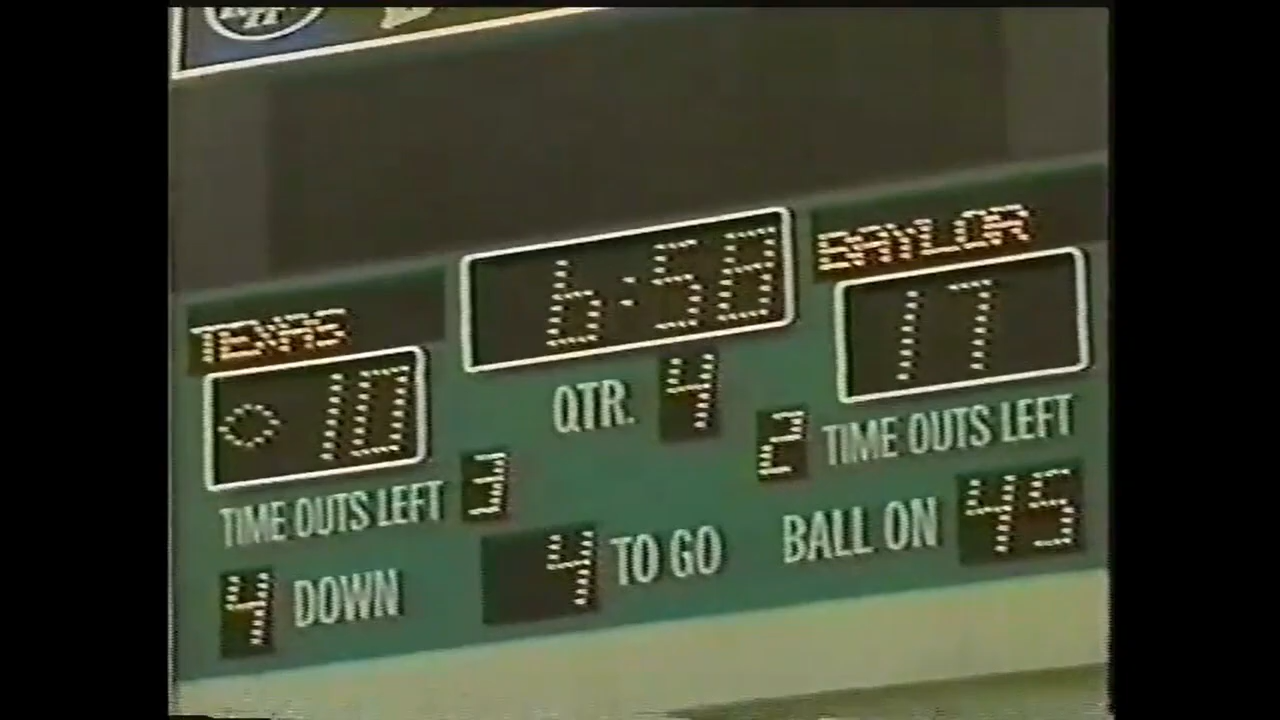 TEXAS 6:58 BAYLOR
10 17
QTR. 4
TIME OUTS LEFT 3 2 TIME OUTS LEFT
4 DOWN 4 TO GO BALL ON 45